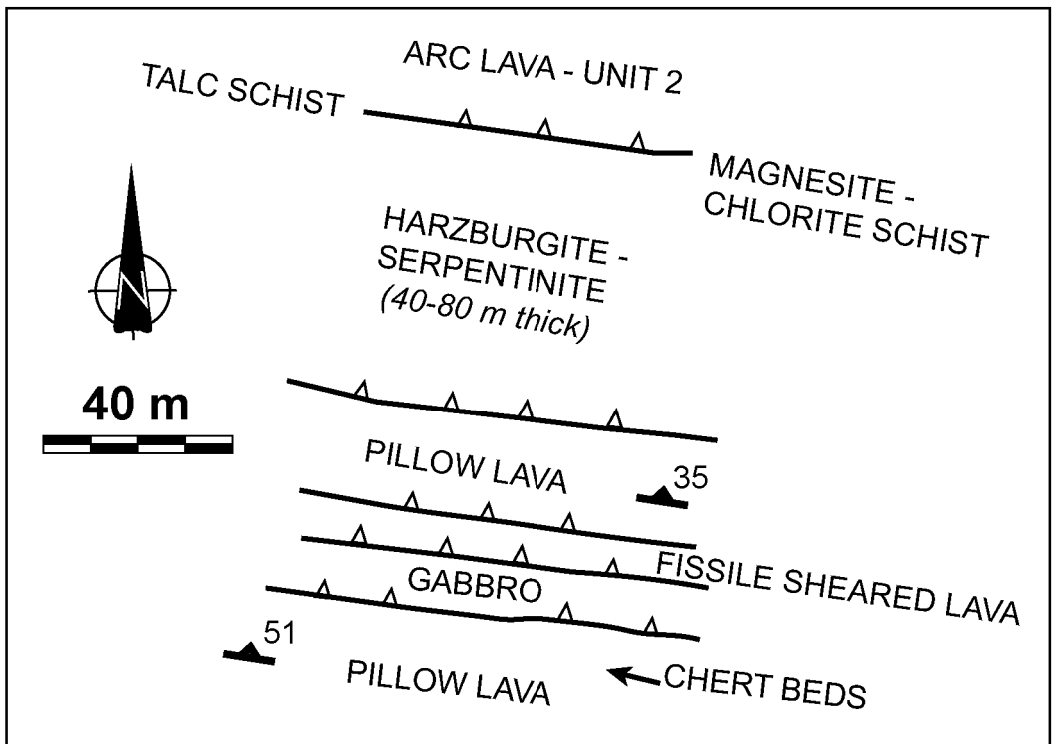 ARC LAVA - UNIT 2
TALC SCHIST
MAGNESITE -
CHLORITE SCHIST
HARZBURGITE -
SERPENTINITE
(40-80 m thick)
N
40 m
PILLOW LAVA
35
FISSILE SHEARED LAVA
GABBRO
51
PILLOW LAVA
CHERT BEDS